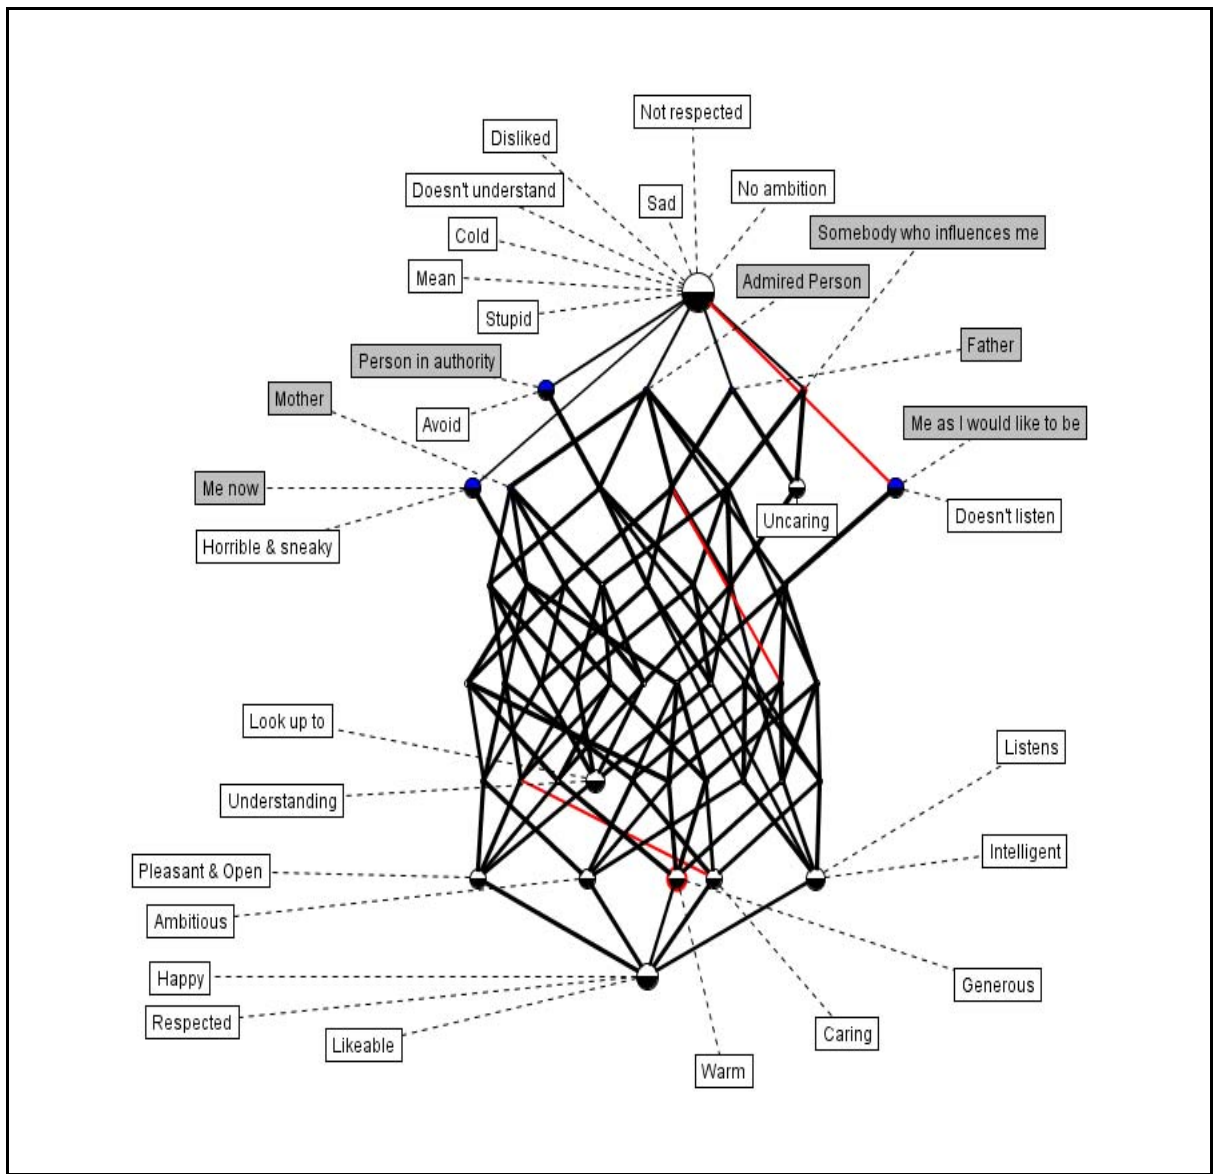 Not respected
Disliked
Doesn't understand
Sad
No ambition
Cold
Somebody who influences me
Mean
Admired Person
Stupid
Person in authority
Father
Mother
Avoid
Me as I would like to be
Me now
Uncaring
Doesn't listen
Horrible & sneaky
Look up to
Listens
Understanding
Intelligent
Pleasant & Open
Ambitious
Happy
Generous
Respected
Caring
Likeable
Warm